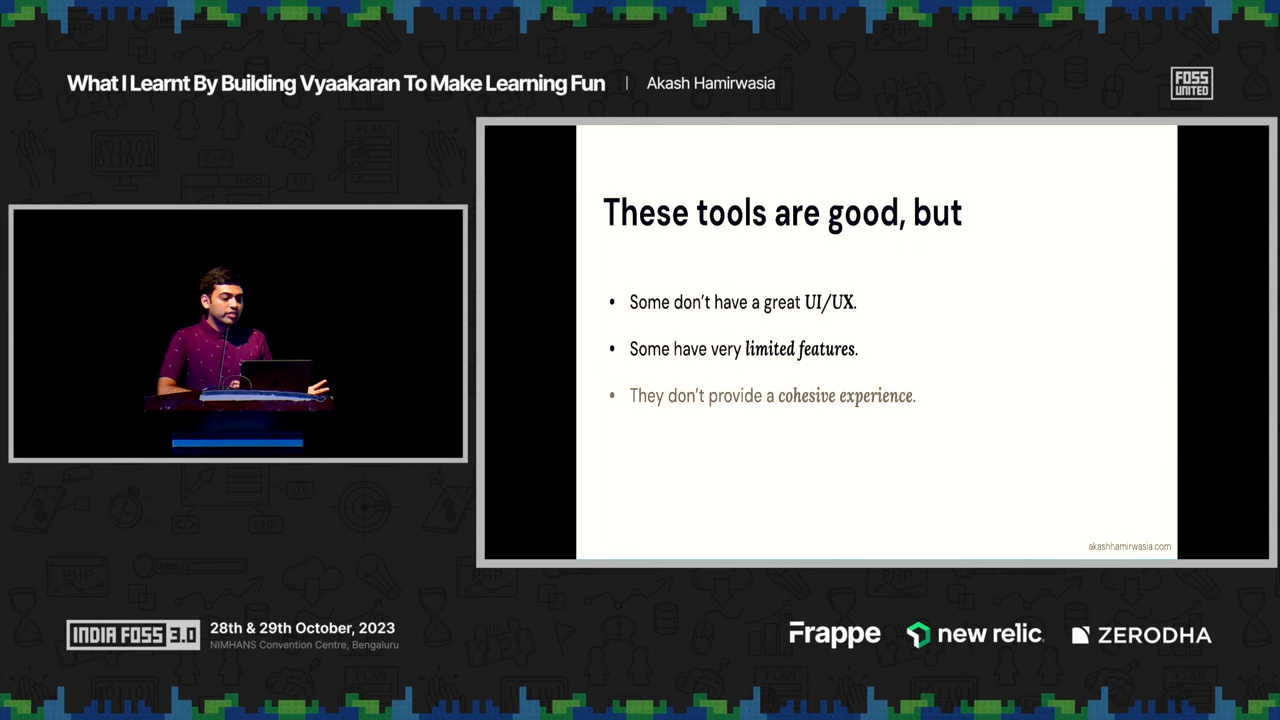 What I Learnt By Building Vyaakaran To Make Learning Fun | Akash Hamirwasia
FOSS
UNITED
These tools are good, but
• Some don't have a great UI/UX.
• Some have very limited features.
• They don't provide a cohesive experience.
akashhamirwasia.com
INDIA FOSS 3.0
28th & 29th October, 2023
NIMHANS Convention Centre, Bengaluru
Frappe
new relic
ZERODHA